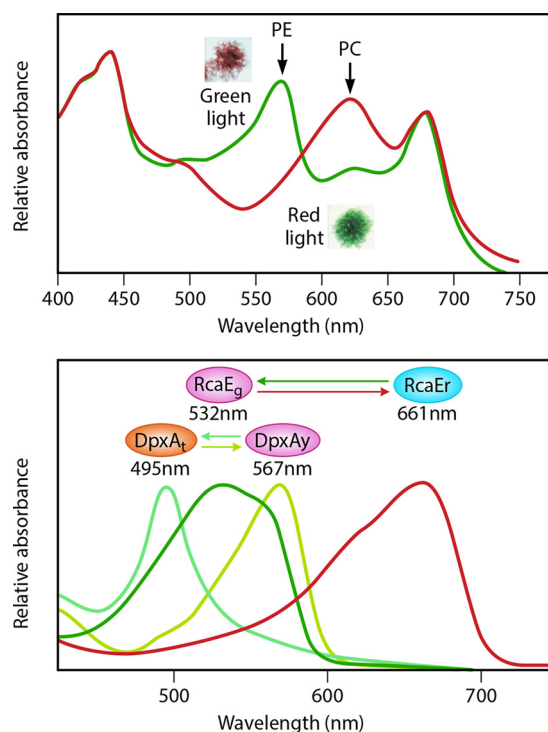 PE
PC
Green
light
Red
light
Relative absorbance
400 450 500 550 600 650 700 750
Wavelength (nm)
RcaEg RcaEr
532nm 661nm
DpxAt DpxAy
495nm 567nm
Relative absorbance
500 600 700
Wavelength (nm)